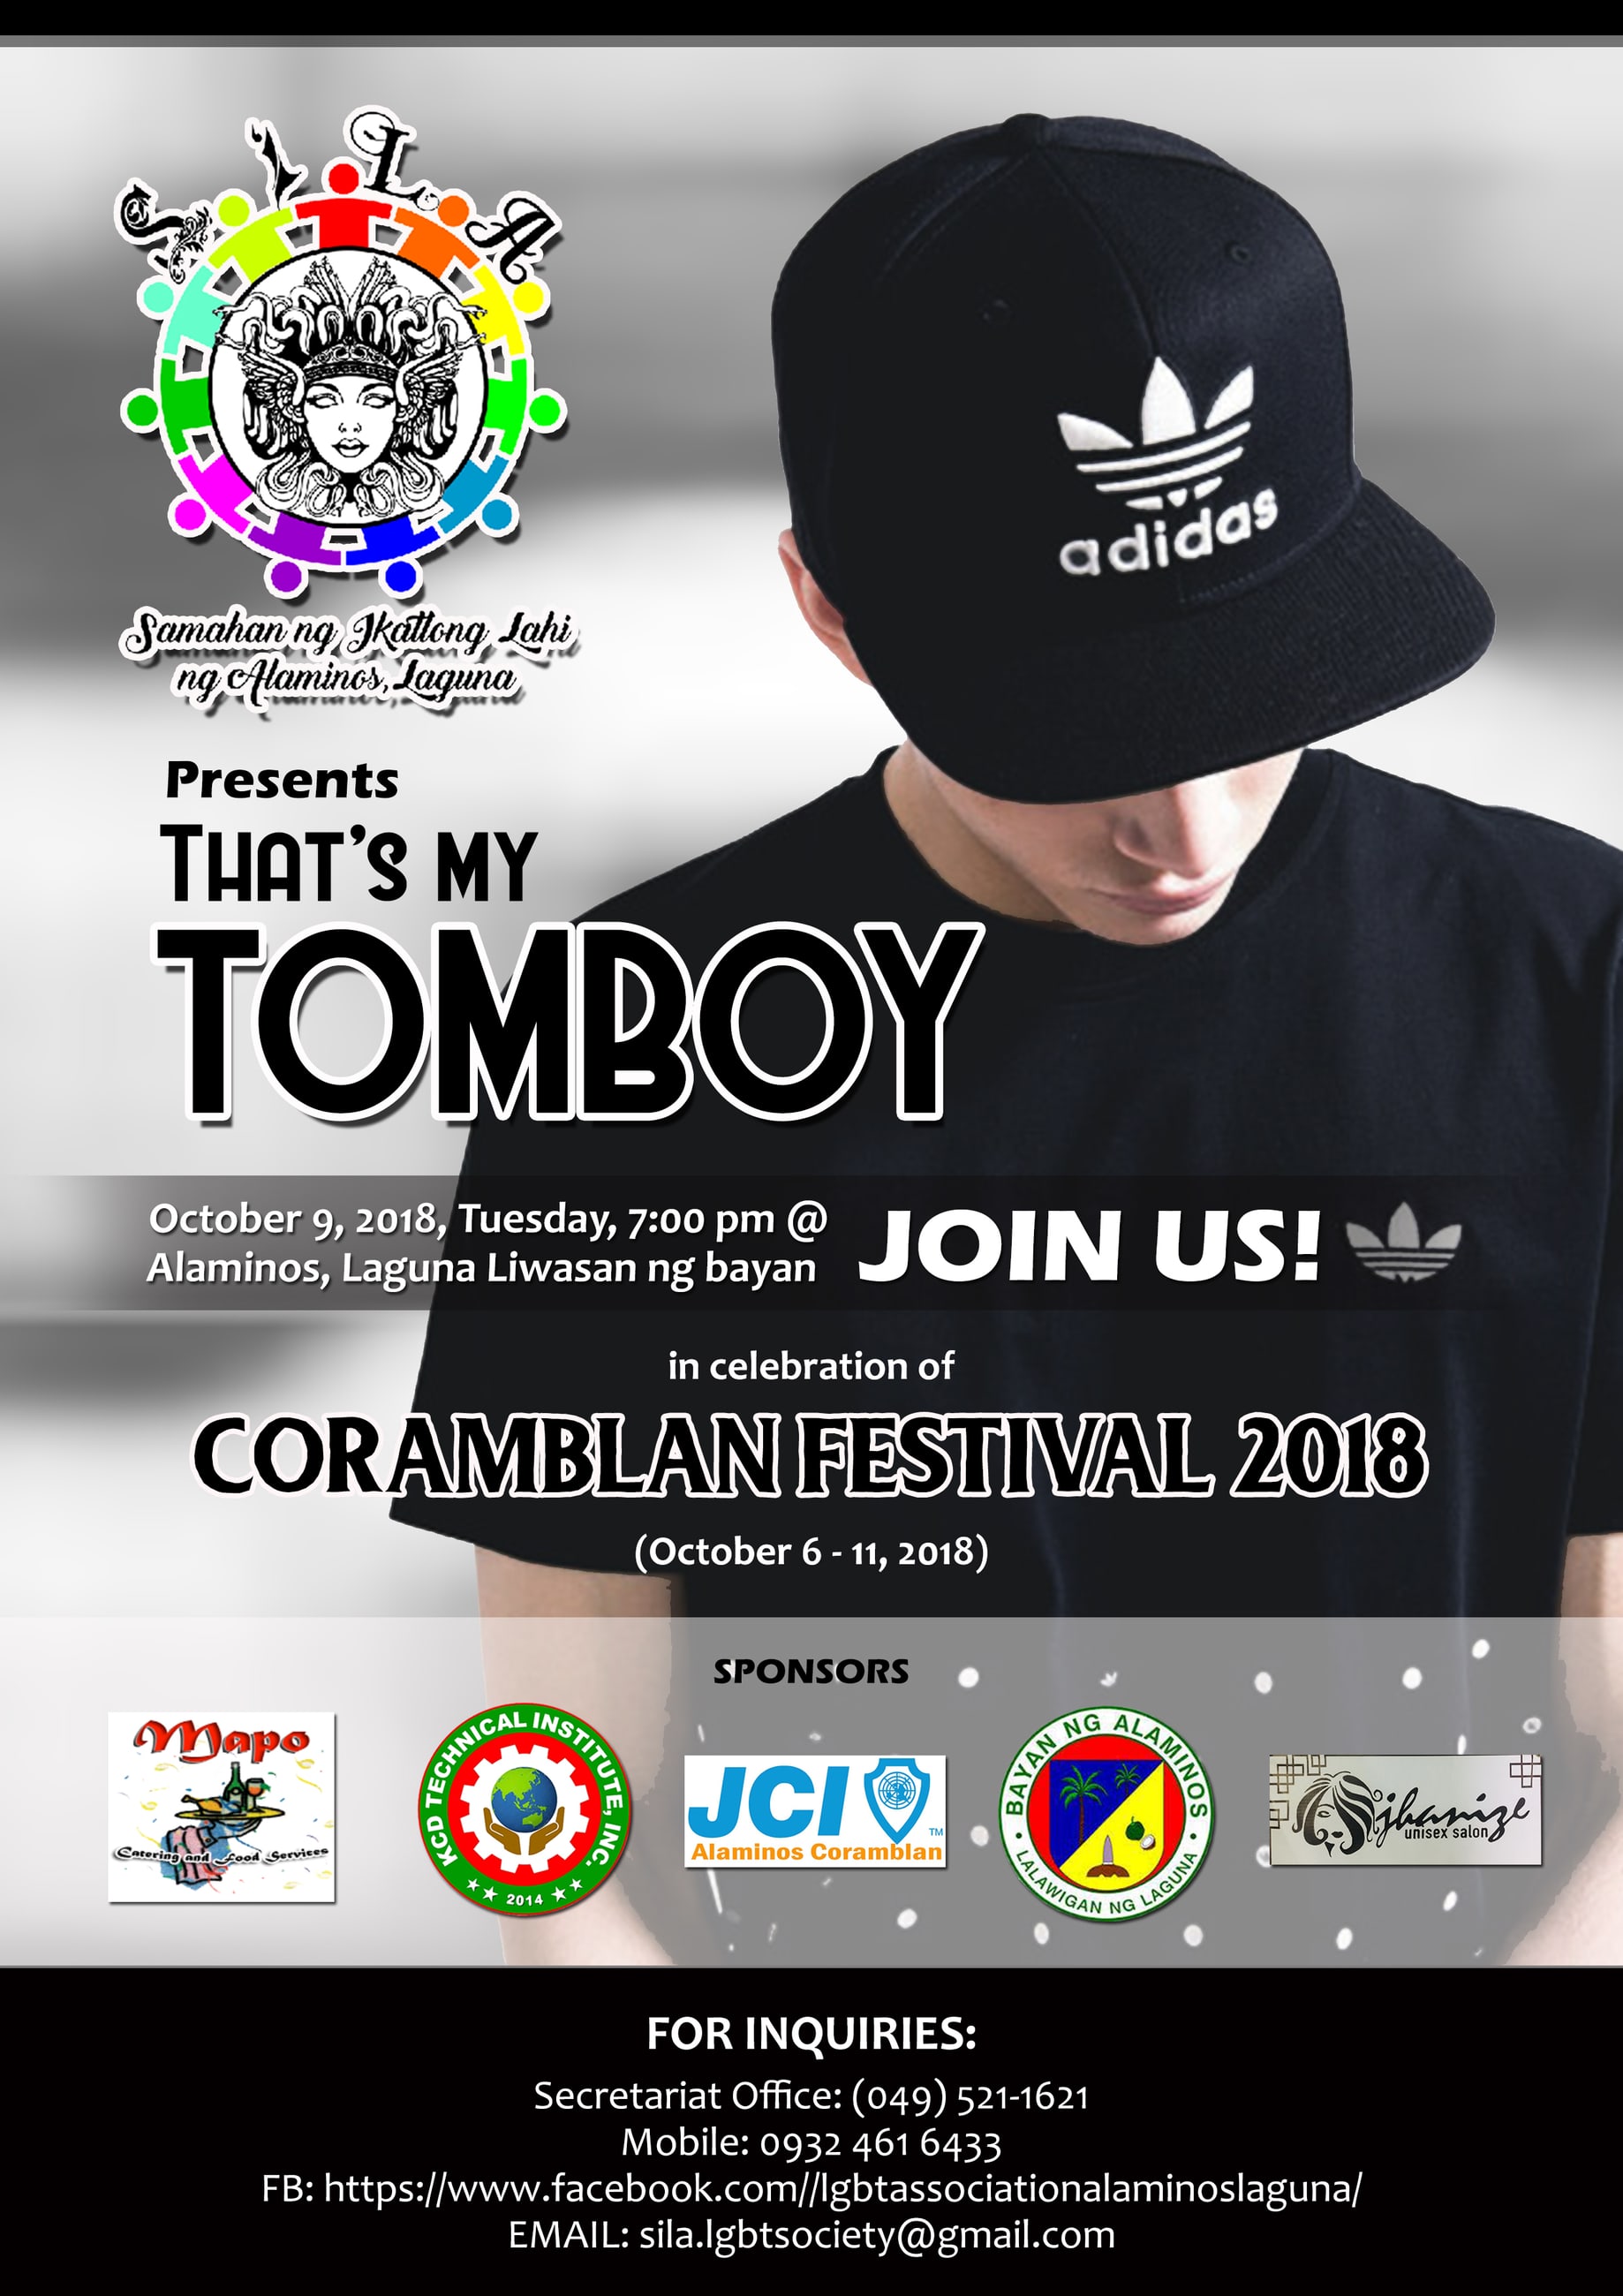 SILA
Samahan ng Ikatlong Lahi
ng Alaminos, Laguna
Presents
THAT'S MY
TOMBOY
adidas
October 9, 2018, Tuesday, 7:00 pm @
Alaminos, Laguna Liwasan ng bayan
JOIN US!
in celebration of
CORAMBLAN FESTIVAL 2018
(October 6 - 11, 2018)
SPONSORS
Mapo
Catering and Food Services
KCD TECHNICAL INSTITUTE, INC.
2014
JCI
TM
Alaminos Coramblan
BAYAN NG ALAMINOS
LALAWIGAN NG LAGUNA
unisex salon
FOR INQUIRIES:
Secretariat Office: (049) 521-1621
Mobile: 0932 461 6433
FB: https://www.facebook.com//lgbtassociationalaminoslaguna/
EMAIL: sila.lgbtsociety@gmail.com